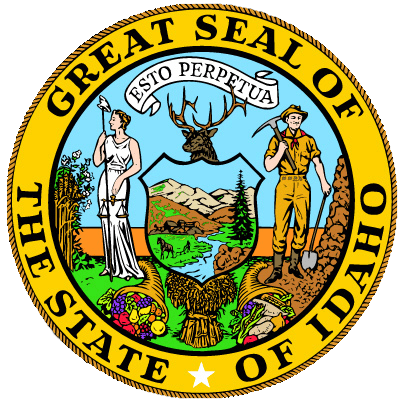 GREAT SEAL OF
THE STATE OF IDAHO
ESTO PERPETUA